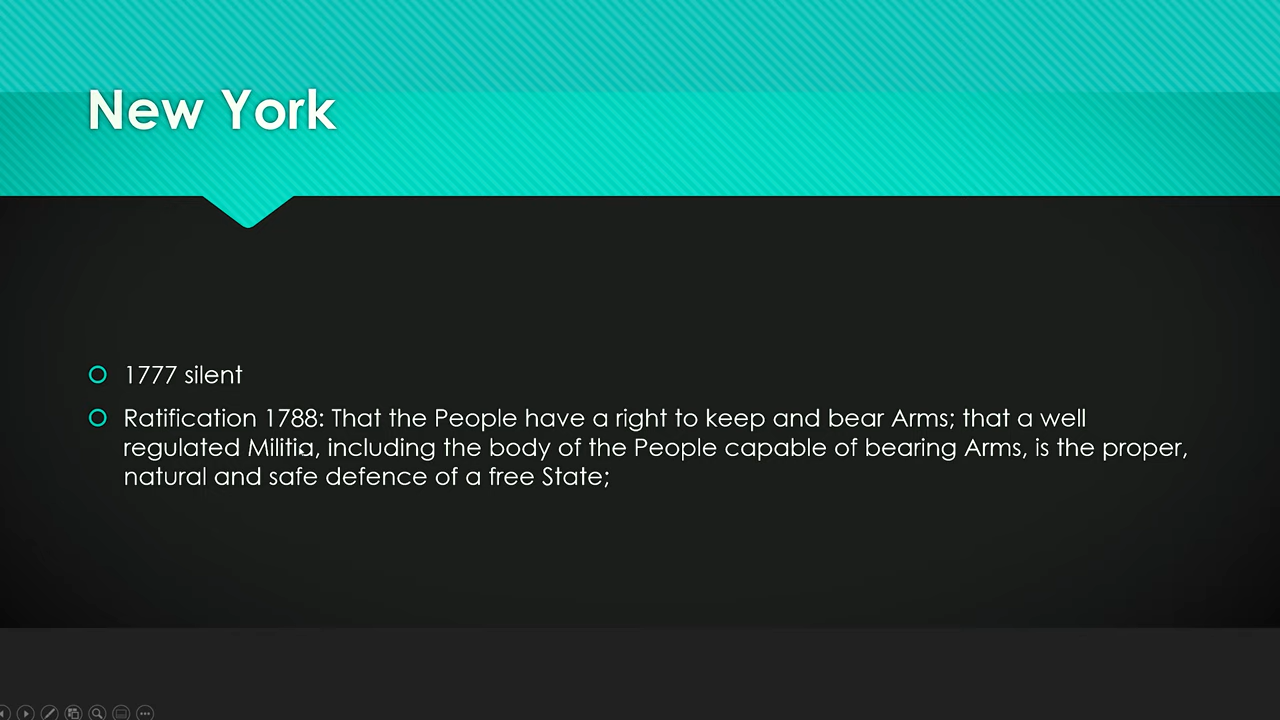 New York
1777 silent
Ratification 1788: That the People have a right to keep and bear Arms; that a well
regulated Militia, including the body of the People capable of bearing Arms, is the proper,
natural and safe defence of a free State;